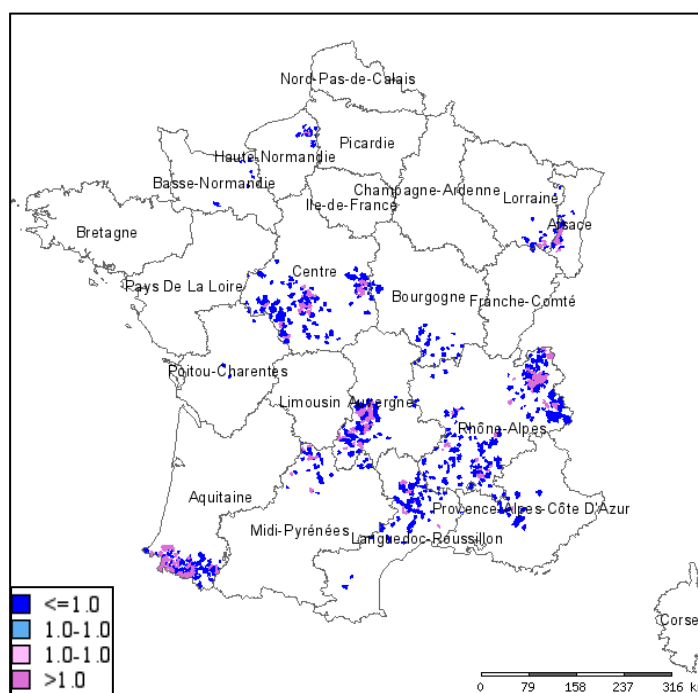 Nord-Pas-de-Calais
Picardie
Haute-Normandie
Basse-Normandie
Champagne-Ardenne
Lorraine
Ile-de-France
Alsace
Bretagne
Centre
Pays De La Loire
Bourgogne
Franche-Comté
Poitou-Charentes
Limousin
Auvergne
Rhône-Alpes
Aquitaine
Provence-Alpes-Côte D'Azur
Midi-Pyrénées
Languedoc-Roussillon
Corse
<=1.0
1.0-1.0
1.0-1.0
>1.0
0 79 158 237 316 k